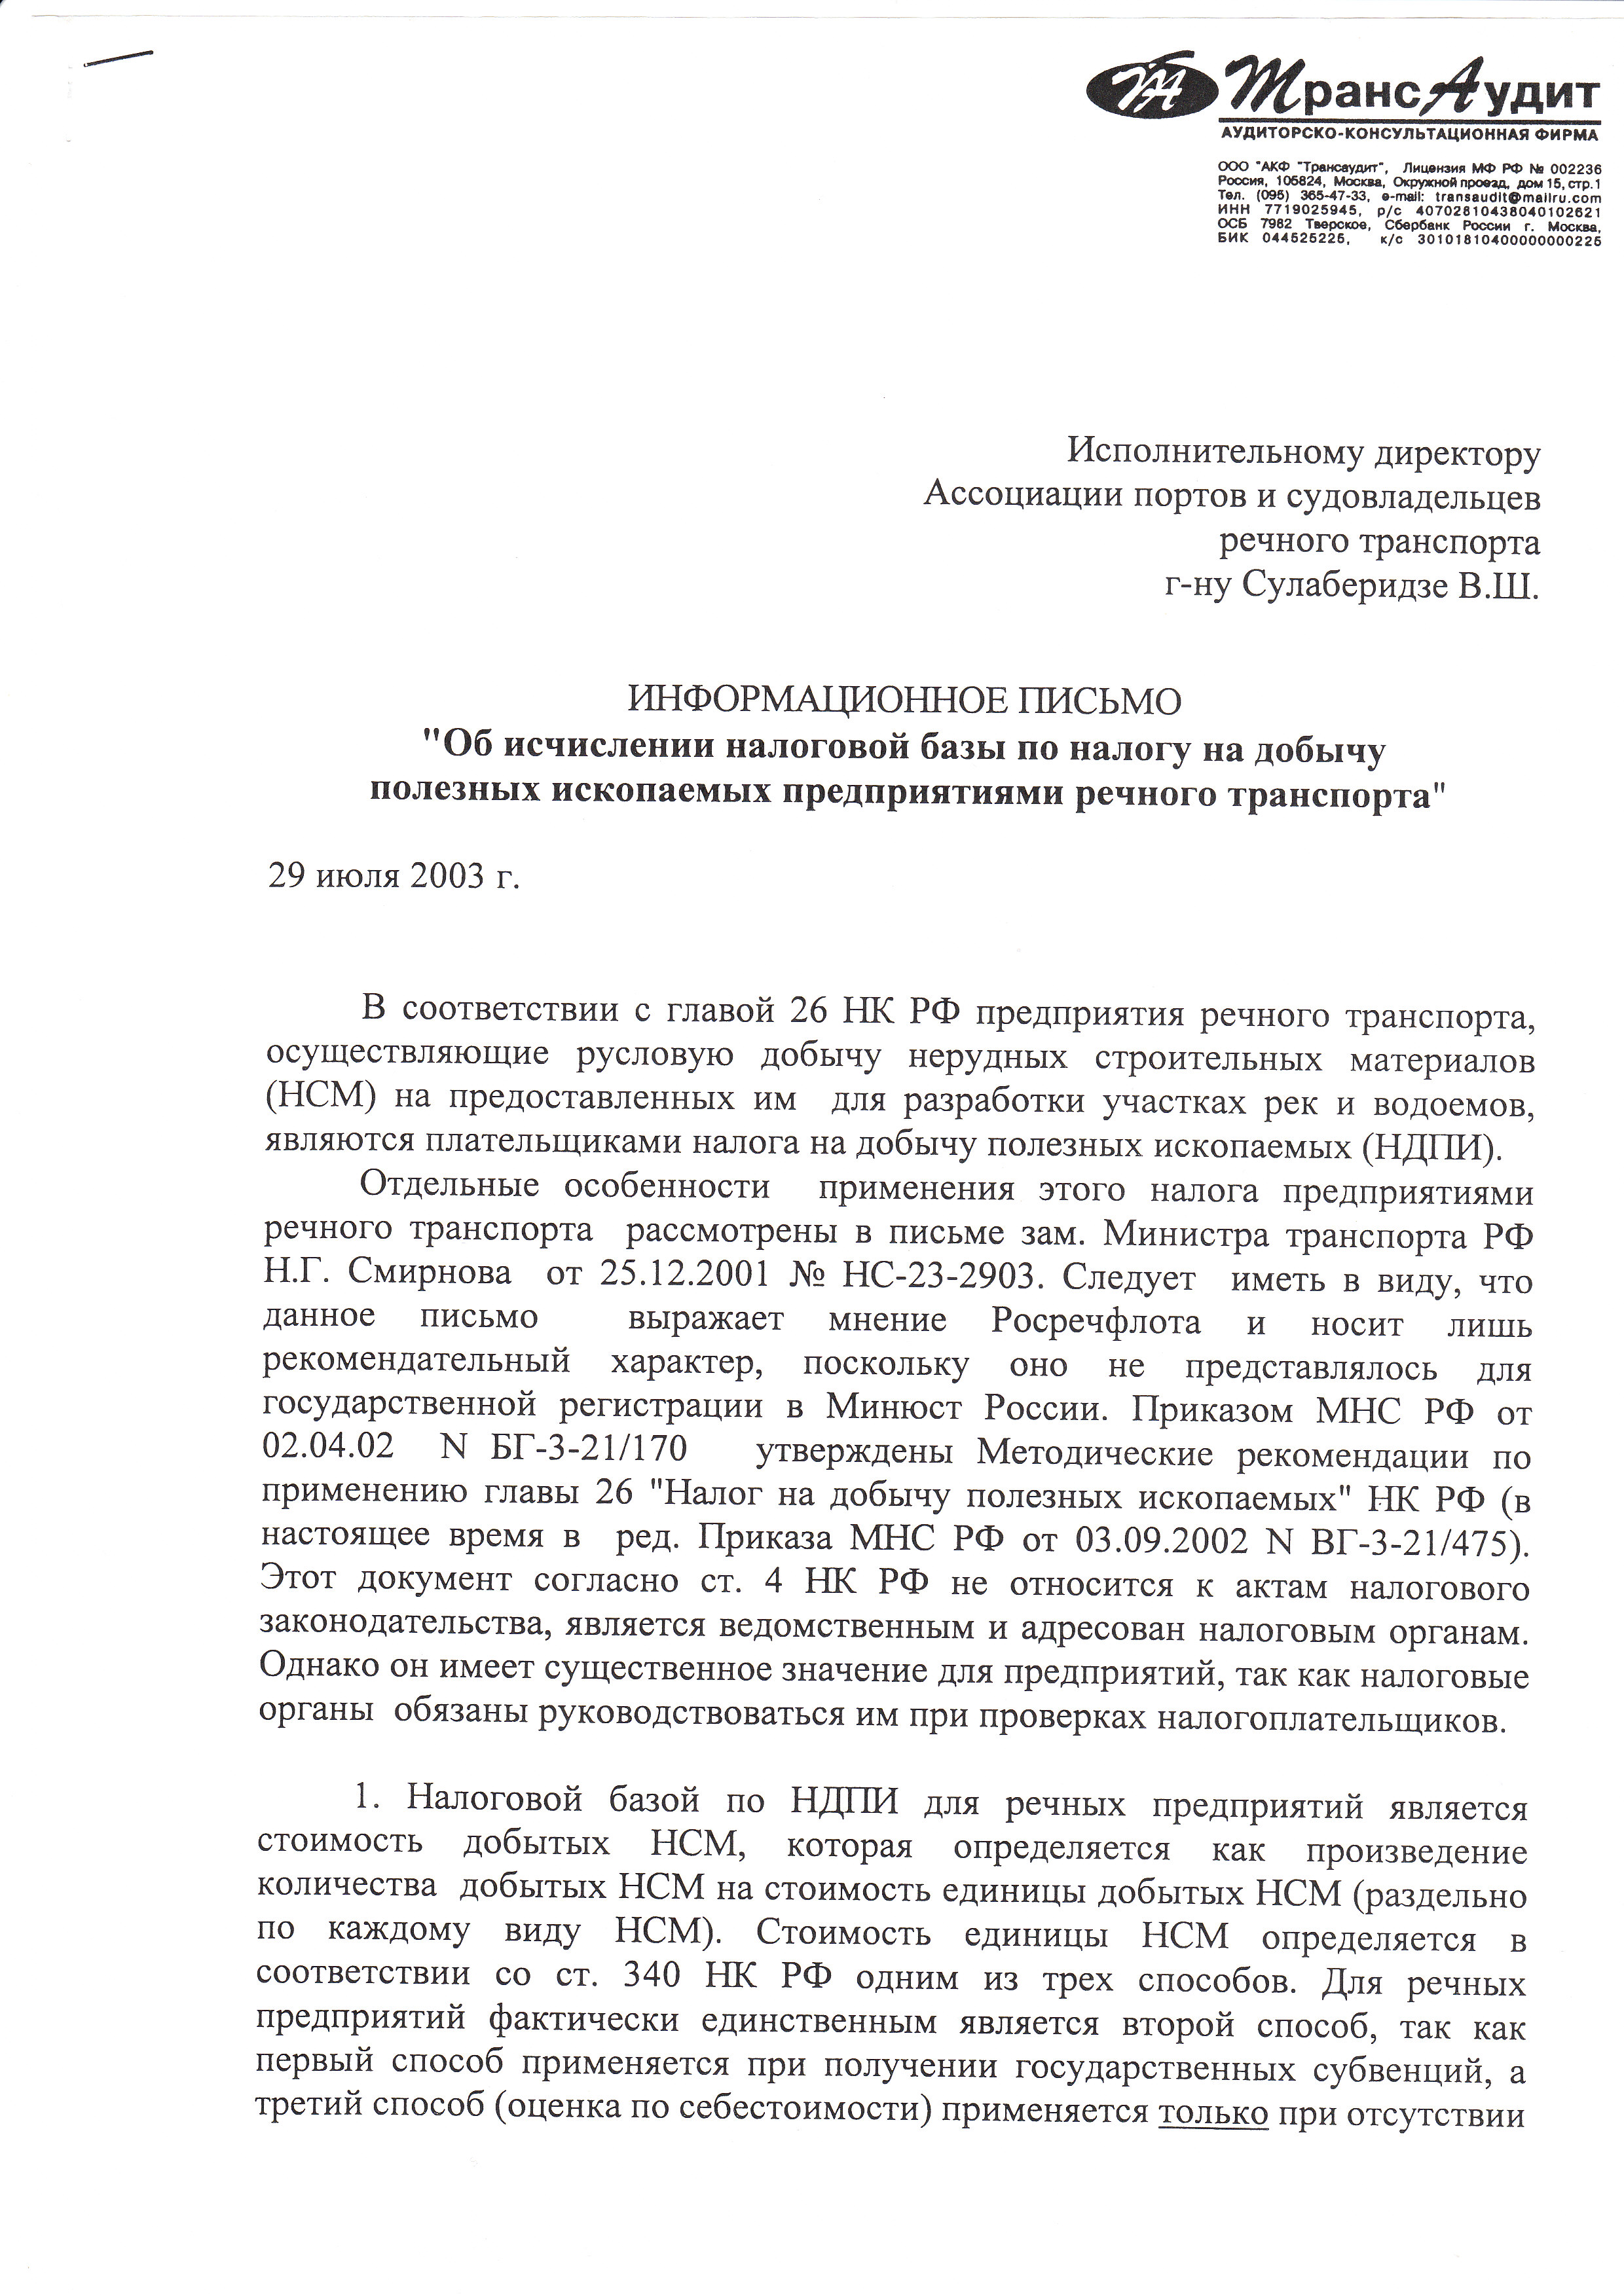 ТА ТрансАудит
АУДИТОРСКО-КОНСУЛЬТАЦИОННАЯ ФИРМА
ООО "АКФ "Трансаудит", Лицензия МФ РФ № 002236
Россия, 105824, Москва, Окружной проезд, дом 15, стр.1
Тел. (095) 365-47-33, e-mail: transaudit@mailru.com
ИНН 7719025945, р/с 40702810438040102621
ОСБ 7982 Тверское, Сбербанк России г. Москва,
БИК 044525225, к/с 30101810400000000225
Исполнительному директору
Ассоциации портов и судовладельцев
речного транспорта
г-ну Сулаберидзе В.Ш.
ИНФОРМАЦИОННОЕ ПИСЬМО
"Об исчислении налоговой базы по налогу на добычу
полезных ископаемых предприятиями речного транспорта"
29 июля 2003 г.
В соответствии с главой 26 НК РФ предприятия речного транспорта,
осуществляющие русловую добычу нерудных строительных материалов
(НСМ) на предоставленных им для разработки участках рек и водоемов,
являются плательщиками налога на добычу полезных ископаемых (НДПИ).
Отдельные особенности применения этого налога предприятиями
речного транспорта рассмотрены в письме зам. Министра транспорта РФ
Н.Г. Смирнова от 25.12.2001 № НС-23-2903. Следует иметь в виду, что
данное письмо выражает мнение Росречфлота и носит лишь
рекомендательный характер, поскольку оно не представлялось для
государственной регистрации в Минюст России. Приказом МНС РФ от
02.04.02 N БГ-3-21/170 утверждены Методические рекомендации по
применению главы 26 "Налог на добычу полезных ископаемых" НК РФ (в
настоящее время в ред. Приказа МНС РФ от 03.09.2002 N ВГ-3-21/475).
Этот документ согласно ст. 4 НК РФ не относится к актам налогового
законодательства, является ведомственным и адресован налоговым органам.
Однако он имеет существенное значение для предприятий, так как налоговые
органы обязаны руководствоваться им при проверках налогоплательщиков.
1. Налоговой базой по НДПИ для речных предприятий является
стоимость добытых НСМ, которая определяется как произведение
количества добытых НСМ на стоимость единицы добытых НСМ (раздельно
по каждому виду НСМ). Стоимость единицы НСМ определяется в
соответствии со ст. 340 НК РФ одним из трех способов. Для речных
предприятий фактически единственным является второй способ, так как
первый способ применяется при получении государственных субвенций, а
третий способ (оценка по себестоимости) применяется только при отсутствии